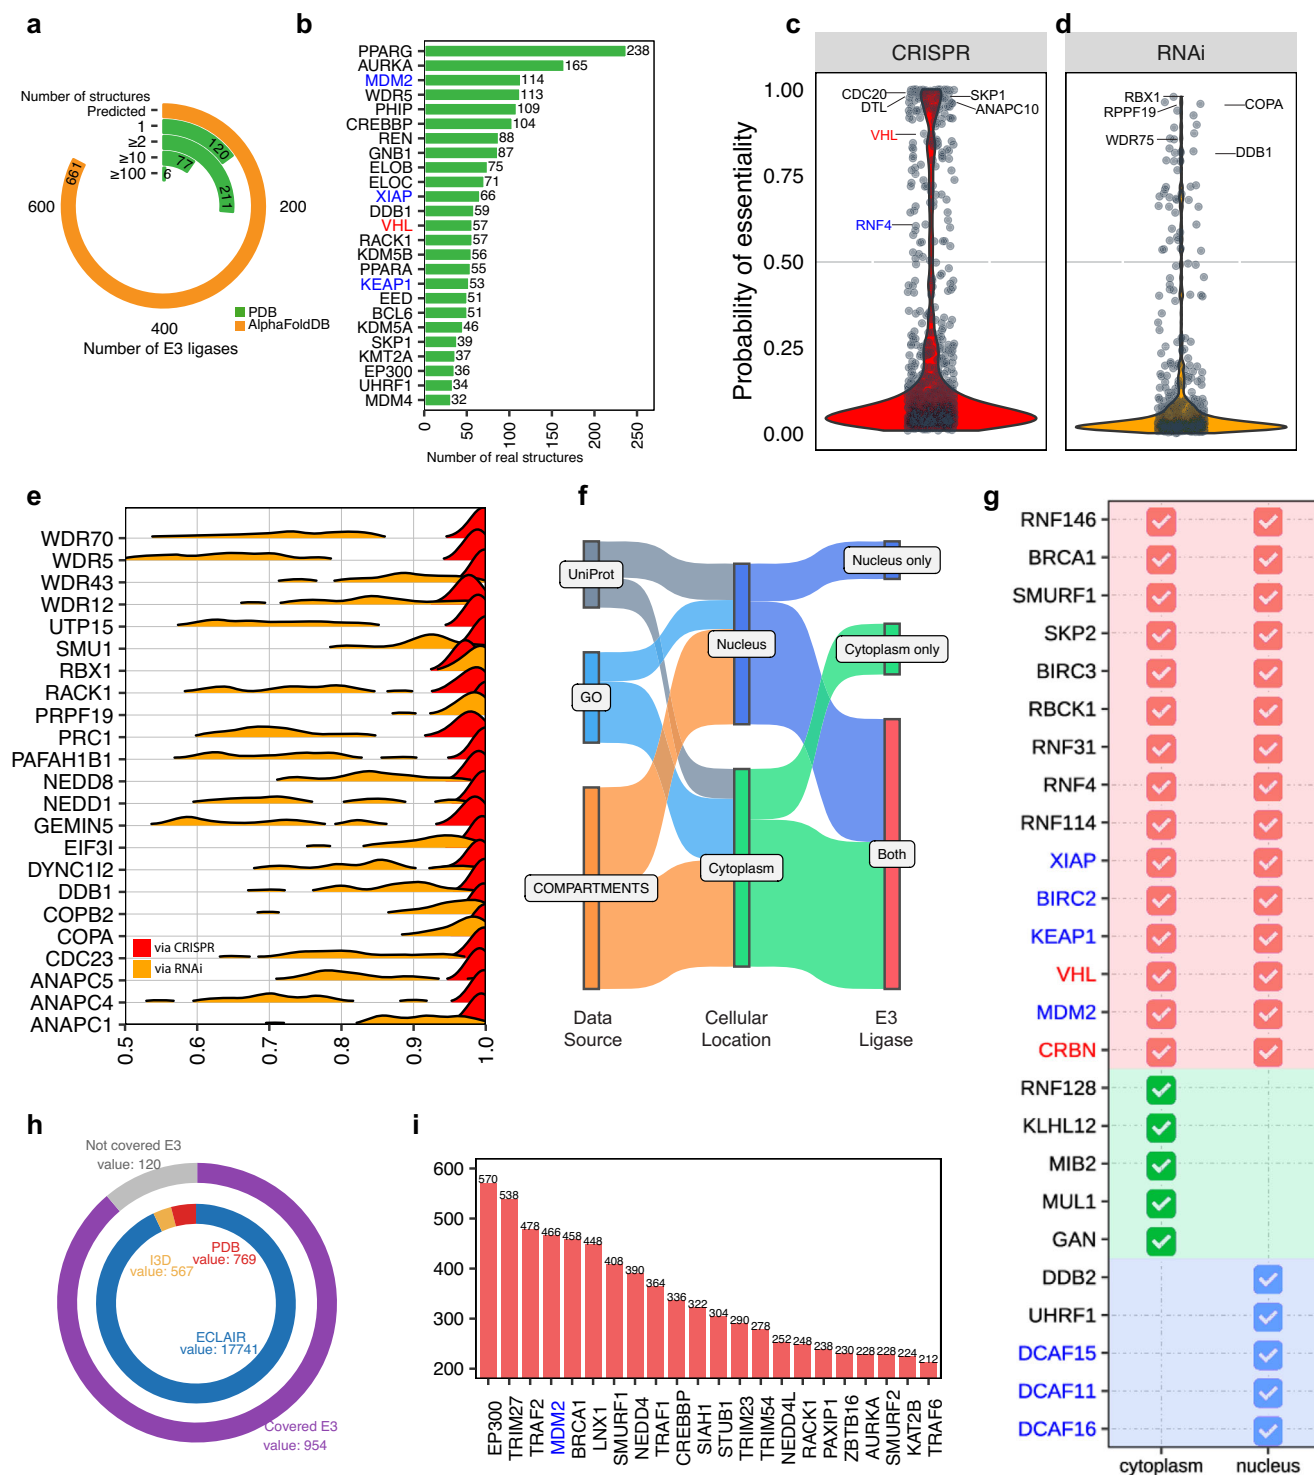 a
Number of structures
Predicted
1
≥2
≥10
≥100
661
120
211
77
6
600
200
400
PDB
AlphaFoldDB
Number of E3 ligases
b
PPARG 238
AURKA 165
MDM2 114
WDR5 113
PHIP 109
CREBBP 104
REN 88
GNB1 87
ELOB 75
ELOC 71
XIAP 66
DDB1 59
VHL 57
RACK1 57
KDM5B 56
PPARA 55
KEAP1 53
EED 51
BCL6 51
KDM5A 46
SKP1 39
KMT2A 37
EP300 36
UHRF1 34
MDM4 32
0 50 100 150 200 250
Number of real structures
c
CRISPR
Probability of essentiality
1.00
0.75
0.50
0.25
0.00
CDC20
DTL
SKP1
ANAPC10
VHL
RNF4
d
RNAi
RBX1
RPPF19
COPA
WDR75
DDB1
e
WDR70
WDR5
WDR43
WDR12
UTP15
SMU1
RBX1
RACK1
PRPF19
PRC1
PAFAH1B1
NEDD8
NEDD1
GEMIN5
EIF3I
DYNC1I2
DDB1
COPB2
COPA
CDC23
ANAPC5
ANAPC4
ANAPC1
via CRISPR
via RNAi
0.5 0.6 0.7 0.8 0.9 1.0
f
UniProt
GO
COMPARTMENTS
Nucleus
Cytoplasm
Nucleus only
Cytoplasm only
Both
Data
Source
Cellular
Location
E3
Ligase
g
RNF146
BRCA1
SMURF1
SKP2
BIRC3
RBCK1
RNF31
RNF4
RNF114
XIAP
BIRC2
KEAP1
VHL
MDM2
CRBN
RNF128
KLHL12
MIB2
MUL1
GAN
DDB2
UHRF1
DCAF15
DCAF11
DCAF16
cytoplasm nucleus
h
Not covered E3
value: 120
PDB
value: 769
I3D
value: 567
ECLAIR
value: 17741
Covered E3
value: 954
i
600
500
400
300
200
570 538 478 466 458 448 408 390 364 336 322 304 290 278 252 248 238 230 228 228 224 212
EP300 TRIM27 TRAF2 MDM2 BRCA1 LNX1 SMURF1 NEDD4 TRAF1 CREBBP SIAH1 STUB1 TRIM23 TRIM54 NEDD4L RACK1 PAXIP1 ZBTB16 AURKA SMURF2 KAT2B TRAF6